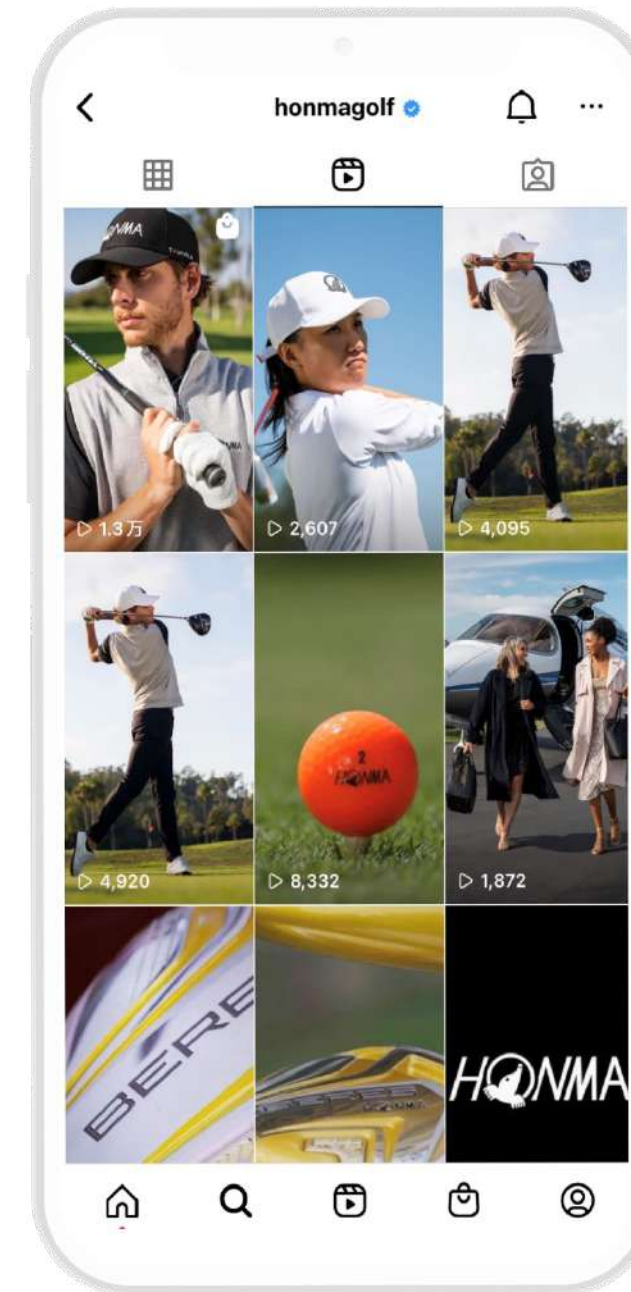 honmagolf
HONMA
1.3万
2,607
4,095
4,920
2
HONMA
8,332
1,872
BERE
HONMA